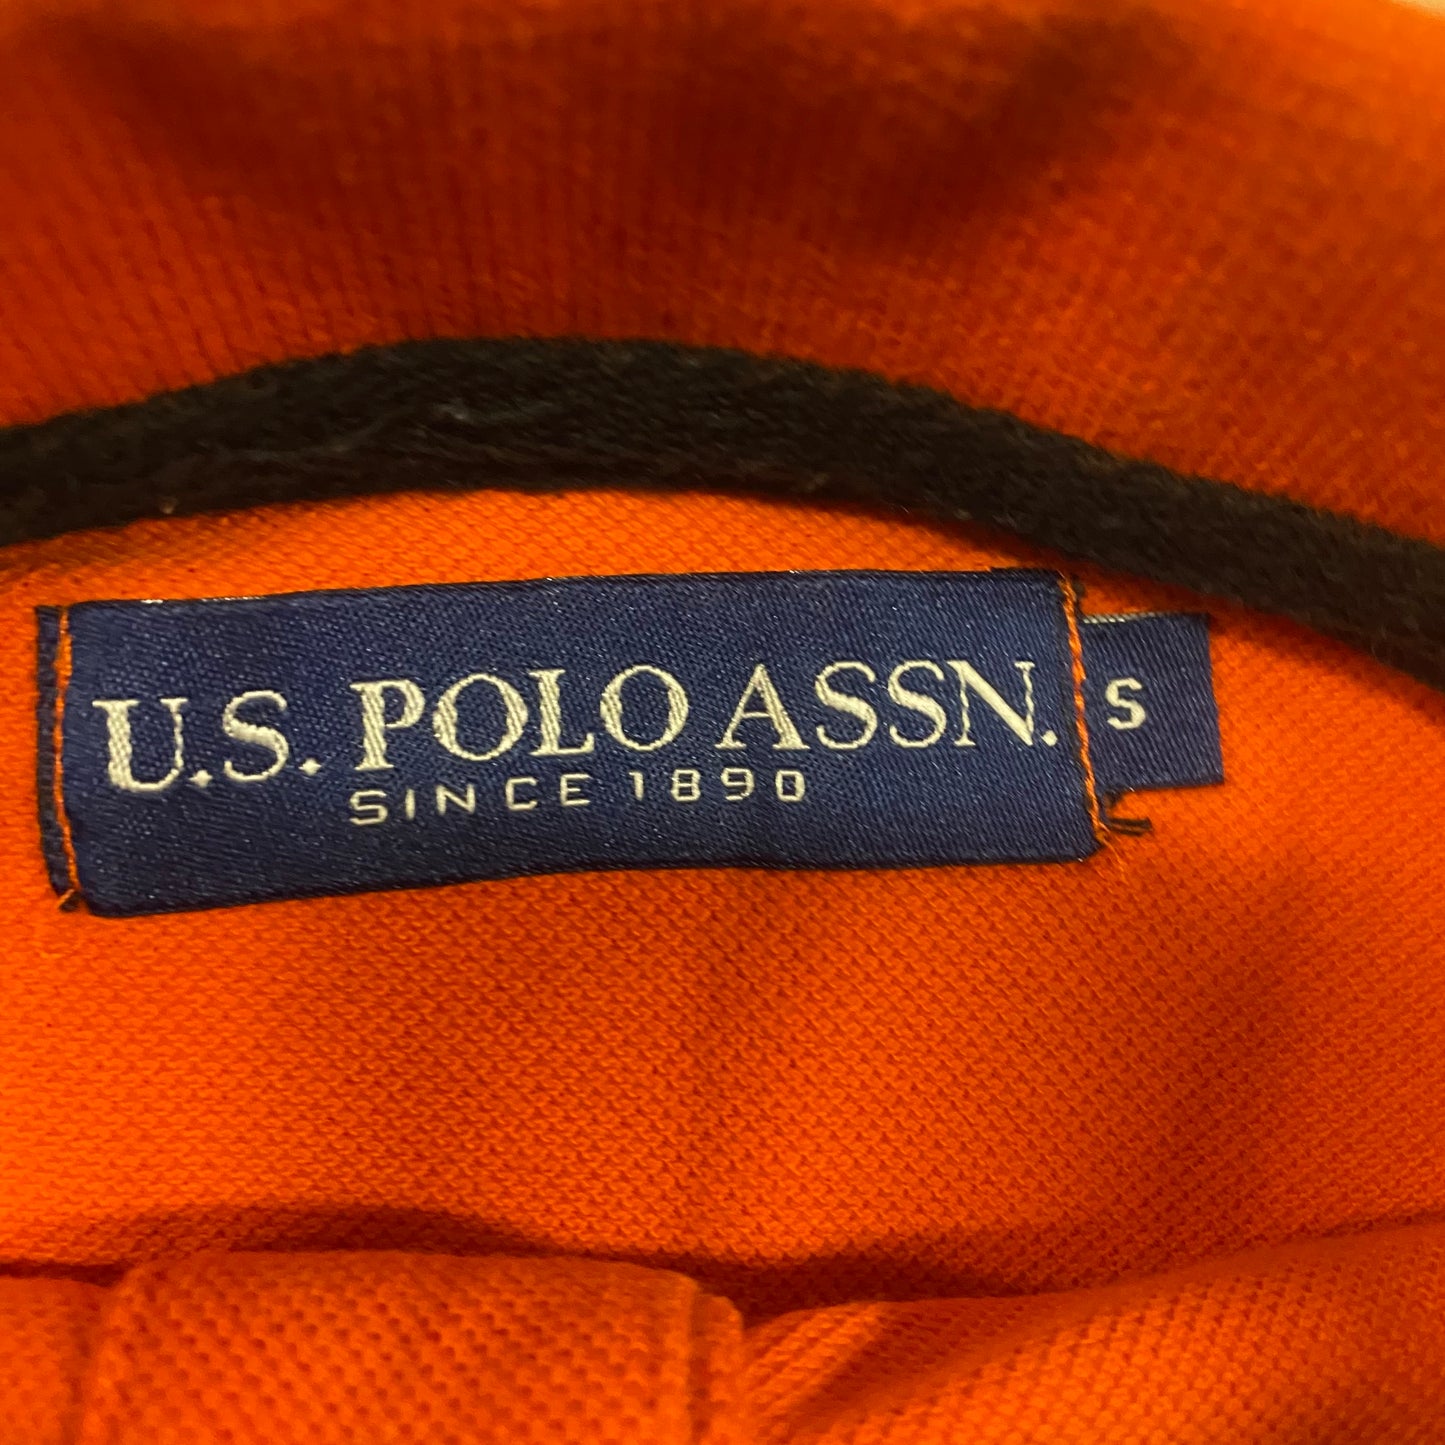 U.S. POLO ASSN.
SINCE 1890
S